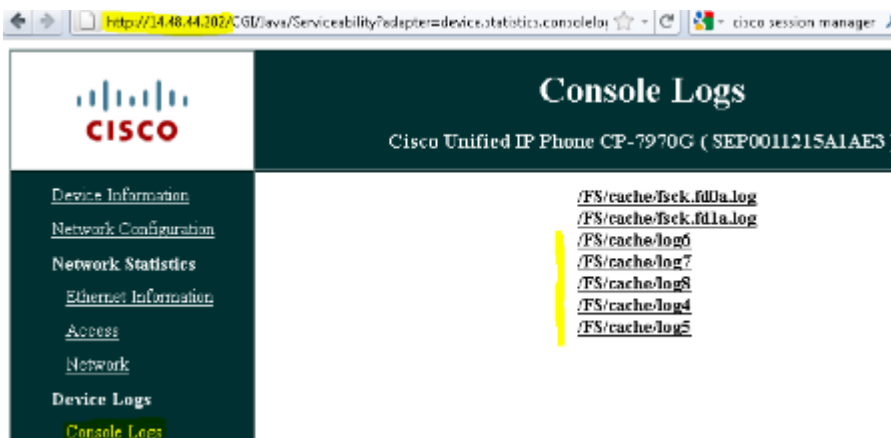 http://14.48.44.202/CGI/Java/Serviceability?adapter=device.statistics.consolelog
cisco session manager
CISCO
Console Logs
Cisco Unified IP Phone CP-7970G ( SEP0011215A1AE3
Device Information
Network Configuration
Network Statistics
Ethernet Information
Access
Network
Device Logs
Console Logs
/FS/cache/fsck.fd0a.log
/FS/cache/fsck.fd1a.log
/FS/cache/log6
/FS/cache/log7
/FS/cache/log8
/FS/cache/log4
/FS/cache/log5